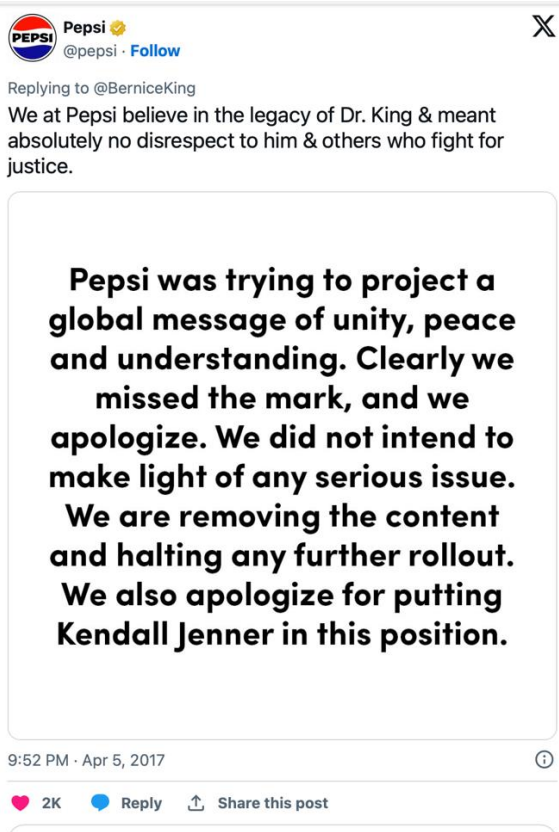 PEPSI
Pepsi
X
@pepsi · Follow
Replying to @BerniceKing
We at Pepsi believe in the legacy of Dr. King & meant
absolutely no disrespect to him & others who fight for
justice.
Pepsi was trying to project a
global message of unity, peace
and understanding. Clearly we
missed the mark, and we
apologize. We did not intend to
make light of any serious issue.
We are removing the content
and halting any further rollout.
We also apologize for putting
Kendall Jenner in this position.
9:52 PM · Apr 5, 2017
2K Reply Share this post